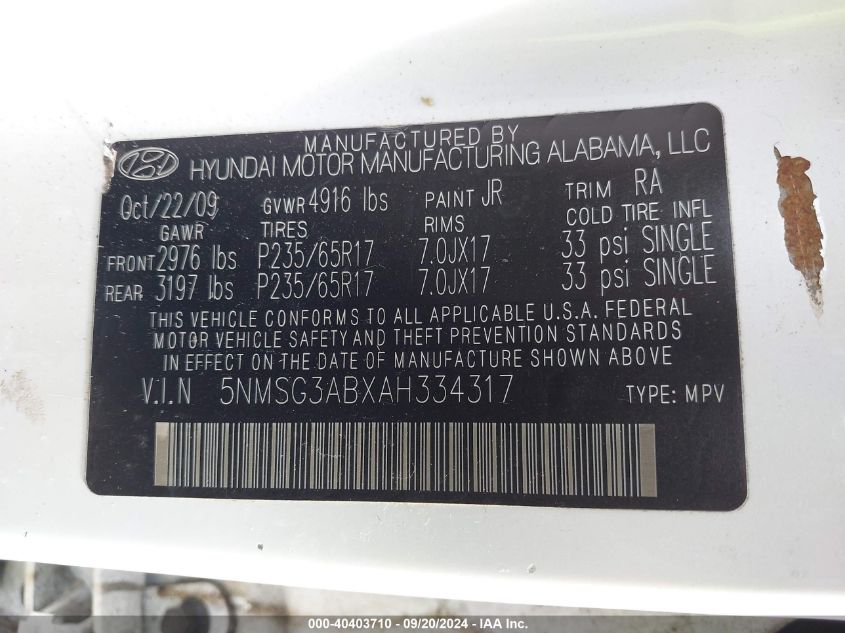 MANUFACTURED BY
HYUNDAI MOTOR MANUFACTURING ALABAMA, LLC
Oct/22/09 GVWR 4916 lbs PAINT JR TRIM RA
GAWR TIRES RIMS COLD TIRE INFL
FRONT 2976 lbs P235/65R17 7.0JX17 33 psi SINGLE
REAR 3197 lbs P235/65R17 7.0JX17 33 psi SINGLE
THIS VEHICLE CONFORMS TO ALL APPLICABLE U.S.A. FEDERAL
MOTOR VEHICLE SAFETY AND THEFT PREVENTION STANDARDS
IN EFFECT ON THE DATE OF MANUFACTURE SHOWN ABOVE
V.I.N 5NMSG3ABXAH334317 TYPE: MPV
000-40403710 - 09/20/2024 - IAA Inc.